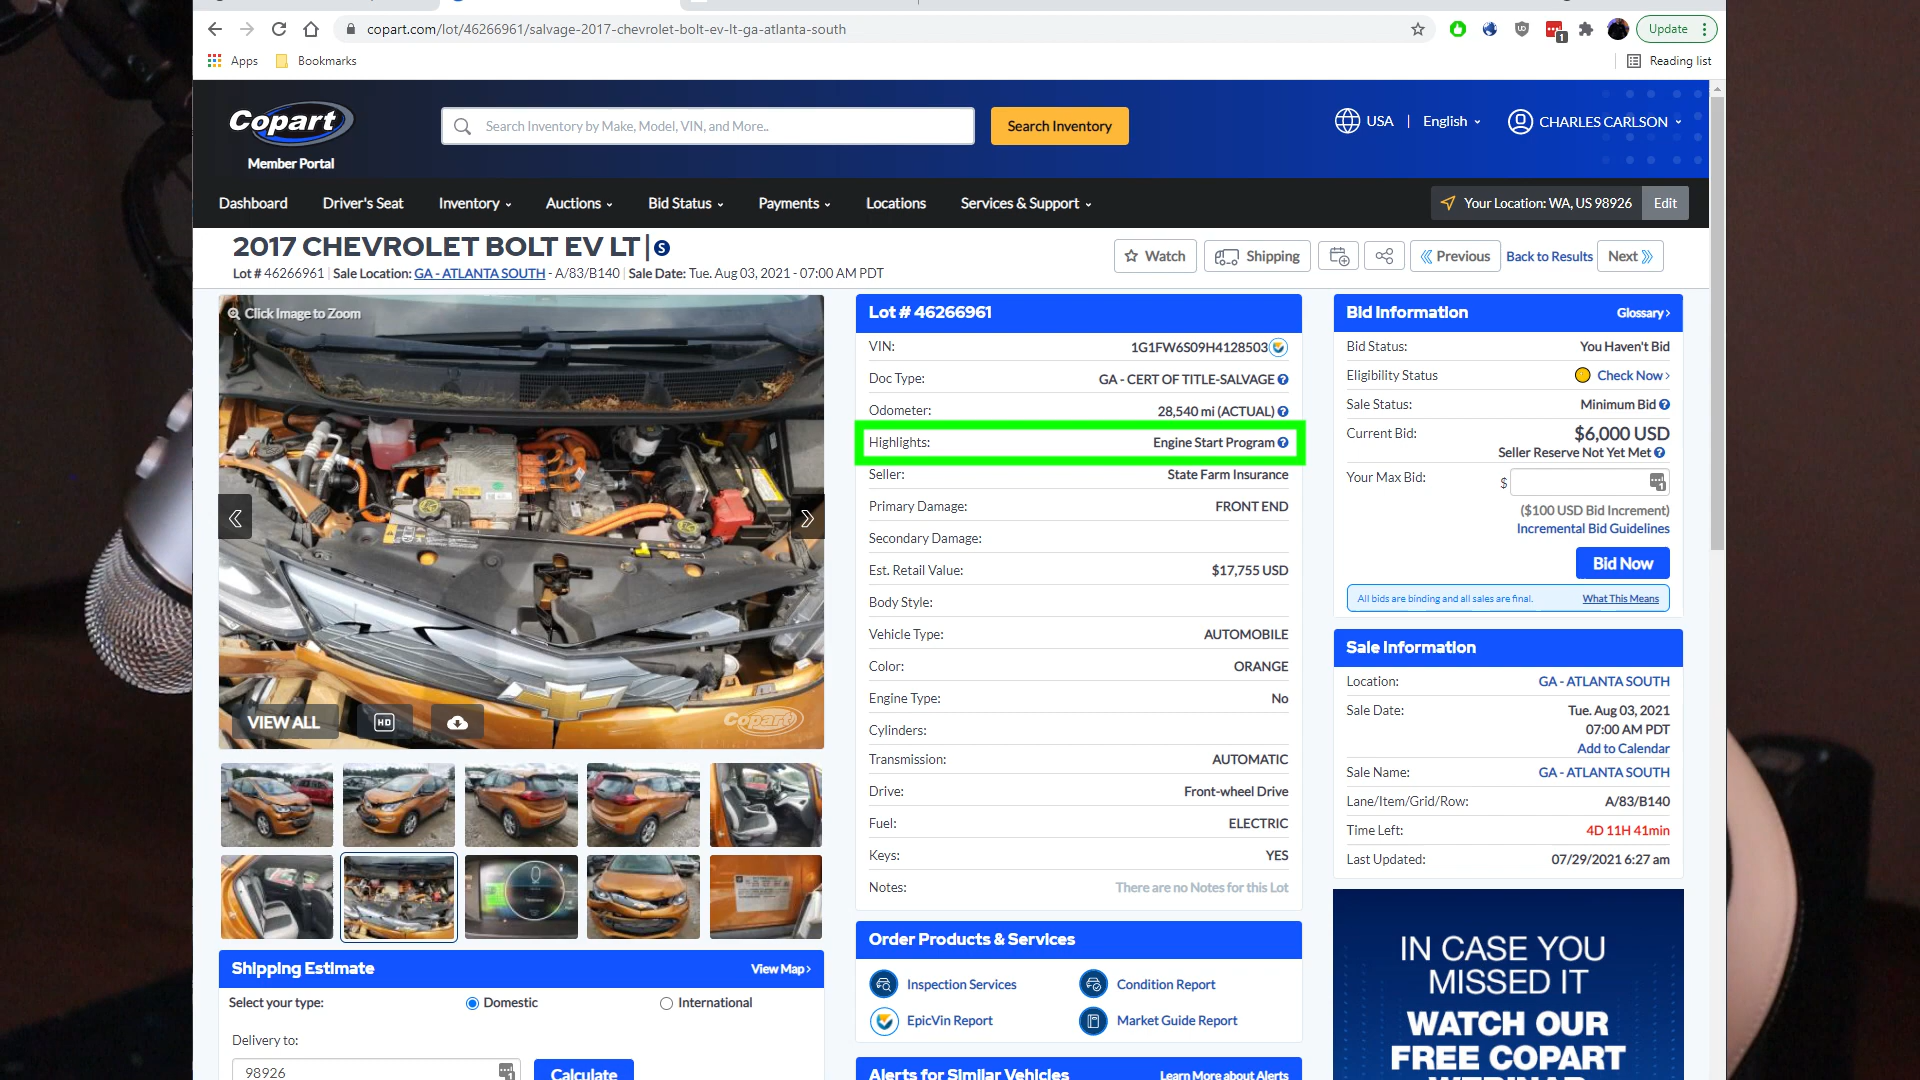 copart.com/lot/46266961/salvage-2017-chevrolet-bolt-ev-lt-ga-atlanta-south
1
Update
Apps
Bookmarks
Reading list
Copart
Member Portal
Search Inventory by Make, Model, VIN, and More..
Search Inventory
USA | English
CHARLES CARLSON
Dashboard
Driver's Seat
Inventory
Auctions
Bid Status
Payments
Locations
Services & Support
Your Location: WA, US 98926
Edit
2017 CHEVROLET BOLT EV LT | S
Lot # 46266961 | Sale Location: GA - ATLANTA SOUTH - A/83/B140 | Sale Date: Tue. Aug 03, 2021 - 07:00 AM PDT
Watch
Shipping
Previous
Back to Results
Next
Click Image to Zoom
VIEW ALL
HD
Copart
Shipping Estimate
View Map
Select your type:
Domestic
International
Delivery to:
98926
Calculate
Lot # 46266961
VIN: 1G1FW6S09H4128503
Doc Type: GA - CERT OF TITLE-SALVAGE
Odometer: 28,540 mi (ACTUAL)
Highlights: Engine Start Program
Seller: State Farm Insurance
Primary Damage: FRONT END
Secondary Damage:
Est. Retail Value: $17,755 USD
Body Style:
Vehicle Type: AUTOMOBILE
Color: ORANGE
Engine Type: No
Cylinders:
Transmission: AUTOMATIC
Drive: Front-wheel Drive
Fuel: ELECTRIC
Keys: YES
Notes: There are no Notes for this Lot
Order Products & Services
Inspection Services
Condition Report
EpicVin Report
Market Guide Report
Alerts for Similar Vehicles
Learn More about Alerts
Bid Information
Glossary
Bid Status: You Haven't Bid
Eligibility Status Check Now
Sale Status: Minimum Bid
Current Bid: $6,000 USD
Seller Reserve Not Yet Met
Your Max Bid: $
($100 USD Bid Increment)
Incremental Bid Guidelines
Bid Now
All bids are binding and all sales are final. What This Means
Sale Information
Location: GA - ATLANTA SOUTH
Sale Date: Tue. Aug 03, 2021
07:00 AM PDT
Add to Calendar
Sale Name: GA - ATLANTA SOUTH
Lane/Item/Grid/Row: A/83/B140
Time Left: 4D 11H 41min
Last Updated: 07/29/2021 6:27 am
IN CASE YOU
MISSED IT
WATCH OUR
FREE COPART
WEBINAR